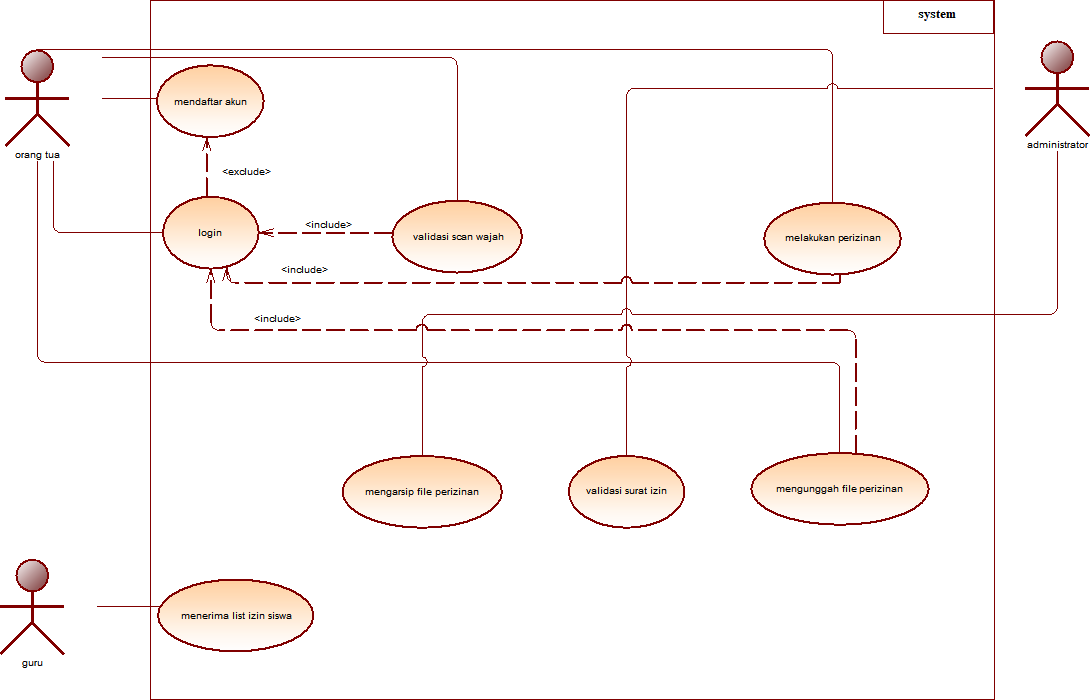 system
mendaftar akun
orang tua
administrator
<exclude>
login
<include>
validasi scan wajah
melakukan perizinan
<include>
<include>
mengarsip file perizinan
validasi surat izin
mengunggah file perizinan
menerima list izin siswa
guru